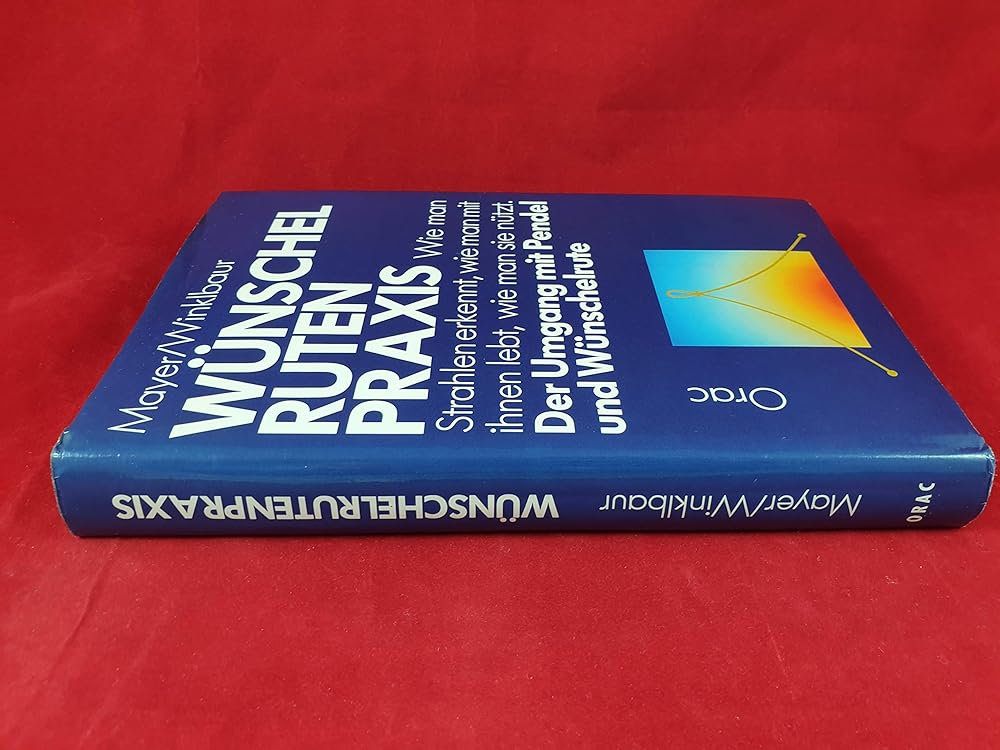 Mayer/Winklbaur
WÜNSCHEL
RUTEN
PRAXIS Wie man
Strahlen erkennt, wie man mit
ihnen lebt, wie man sie nützt.
Der Umgang mit Pendel
und Wünschelrute
Orac
ORAC Mayer/Winklbaur WÜNSCHELRUTENPRAXIS